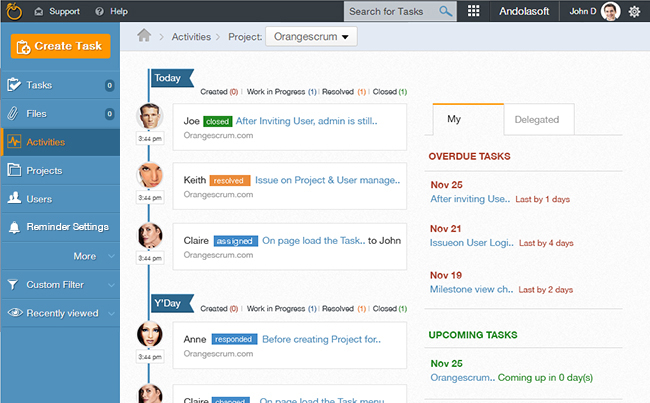 Support Help Search for Tasks Andolasoft John D
Create Task
Tasks 0
Files 0
Activities
Projects
Users
Reminder Settings
More
Custom Filter
Recently viewed
Activities Project: Orangescrum
Today
Created (0) Work in Progress (1) Resolved (1) Closed (1)
3:44 pm
Joe closed After Inviting User, admin is still..
Orangescrum.com
3:44 pm
Keith resolved Issue on Project & User manage..
Orangescrum.com
3:44 pm
Claire assigned On page load the Task.. to John
Orangescrum.com
Y'Day
Created (0) Work in Progress (1) Resolved (1) Closed (1)
3:44 pm
Anne responded Before creating Project for..
Orangescrum.com
Claire changed On page load the Task menu
My Delegated
OVERDUE TASKS
Nov 25
After inviting Use.. Last by 1 days
Nov 21
Issueon User Logi.. Last by 4 days
Nov 19
Milestone view ch.. Last by 2 days
UPCOMING TASKS
Nov 25
Orangescrum.. Coming up in 0 day(s)